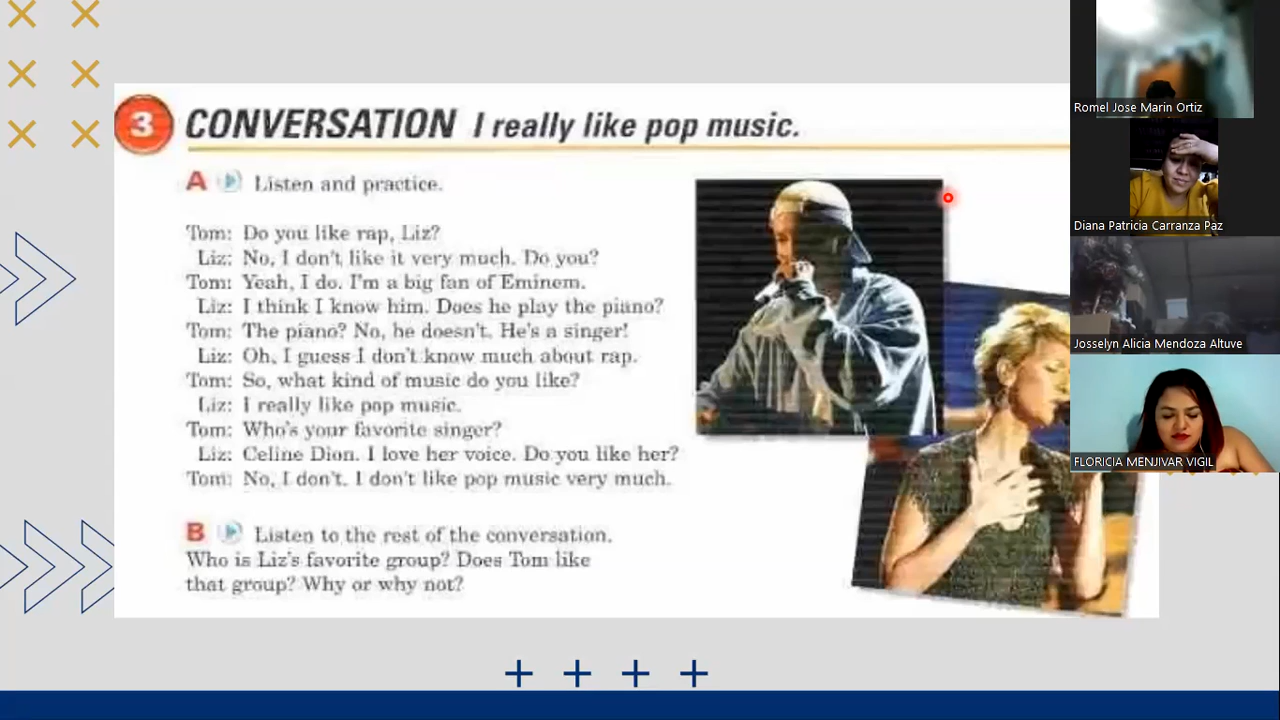 3 CONVERSATION I really like pop music.
A Listen and practice.
Tom: Do you like rap, Liz?
Liz: No, I don't like it very much. Do you?
Tom: Yeah, I do. I'm a big fan of Eminem.
Liz: I think I know him. Does he play the piano?
Tom: The piano? No, he doesn't. He's a singer!
Liz: Oh, I guess I don't know much about rap.
Tom: So, what kind of music do you like?
Liz: I really like pop music.
Tom: Who's your favorite singer?
Liz: Celine Dion. I love her voice. Do you like her?
Tom: No, I don't. I don't like pop music very much.
B Listen to the rest of the conversation.
Who is Liz's favorite group? Does Tom like
that group? Why or why not?
Romel Jose Marin Ortiz
Diana Patricia Carranza Paz
Josselyn Alicia Mendoza Altuve
FLORICIA MENJIVAR VIGIL